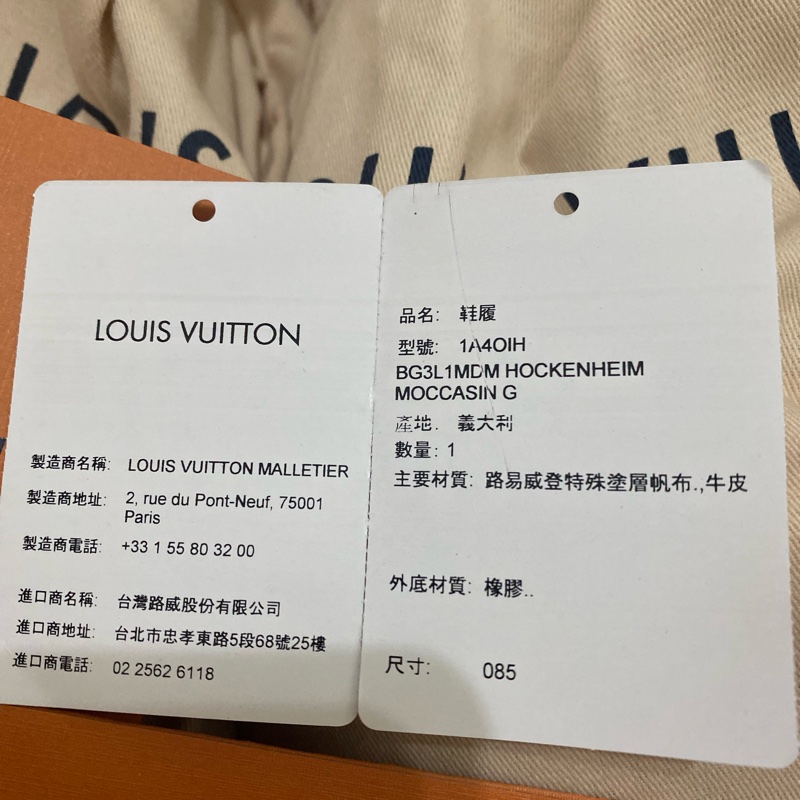 LOUIS VUITTON
製造商名稱: LOUIS VUITTON MALLETIER
製造商地址: 2, rue du Pont-Neuf, 75001
Paris
製造商電話: +33 1 55 80 32 00
進口商名稱: 台灣路威股份有限公司
進口商地址: 台北市忠孝東路5段68號25樓
進口商電話: 02 2562 6118
品名: 鞋履
型號: 1A4OIH
BG3L1MDM HOCKENHEIM
MOCCASIN G
產地. 義大利
數量: 1
主要材質: 路易威登特殊塗層帆布.,牛皮
外底材質: 橡膠..
尺寸: 085